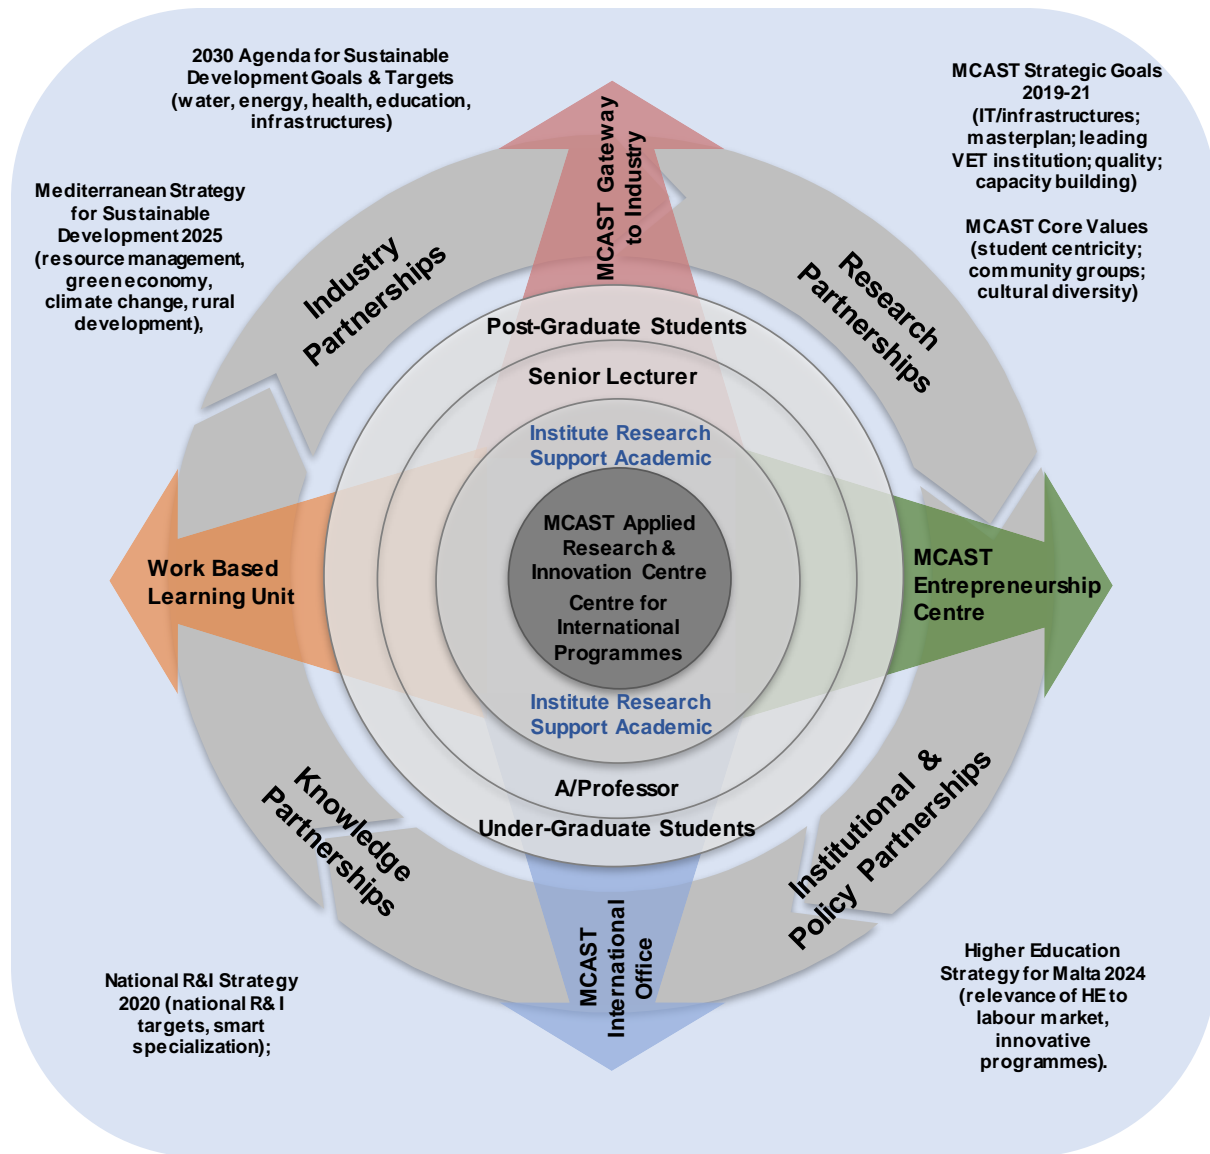 2030 Agenda for Sustainable
Development Goals & Targets
(water, energy, health, education,
infrastructures)
MCAST Strategic Goals
2019-21
(IT/infrastructures;
masterplan; leading
VET institution; quality;
capacity building)
MCAST Core Values
(student centricity;
community groups;
cultural diversity)
Mediterranean Strategy
for Sustainable
Development 2025
(resource management,
green economy,
climate change, rural
development),
MCAST Gateway
to Industry
Industry
Partnerships
Research
Partnerships
Post-Graduate Students
Senior Lecturer
Institute Research
Support Academic
MCAST Applied
Research &
Innovation Centre
Centre for
International
Programmes
Work Based
Learning Unit
MCAST
Entrepreneurship
Centre
Institute Research
Support Academic
A/Professor
Under-Graduate Students
Knowledge
Partnerships
Institutional &
Policy Partnerships
MCAST
International
Office
National R&I Strategy
2020 (national R&I
targets, smart
specialization);
Higher Education
Strategy for Malta 2024
(relevance of HE to
labour market,
innovative
programmes).